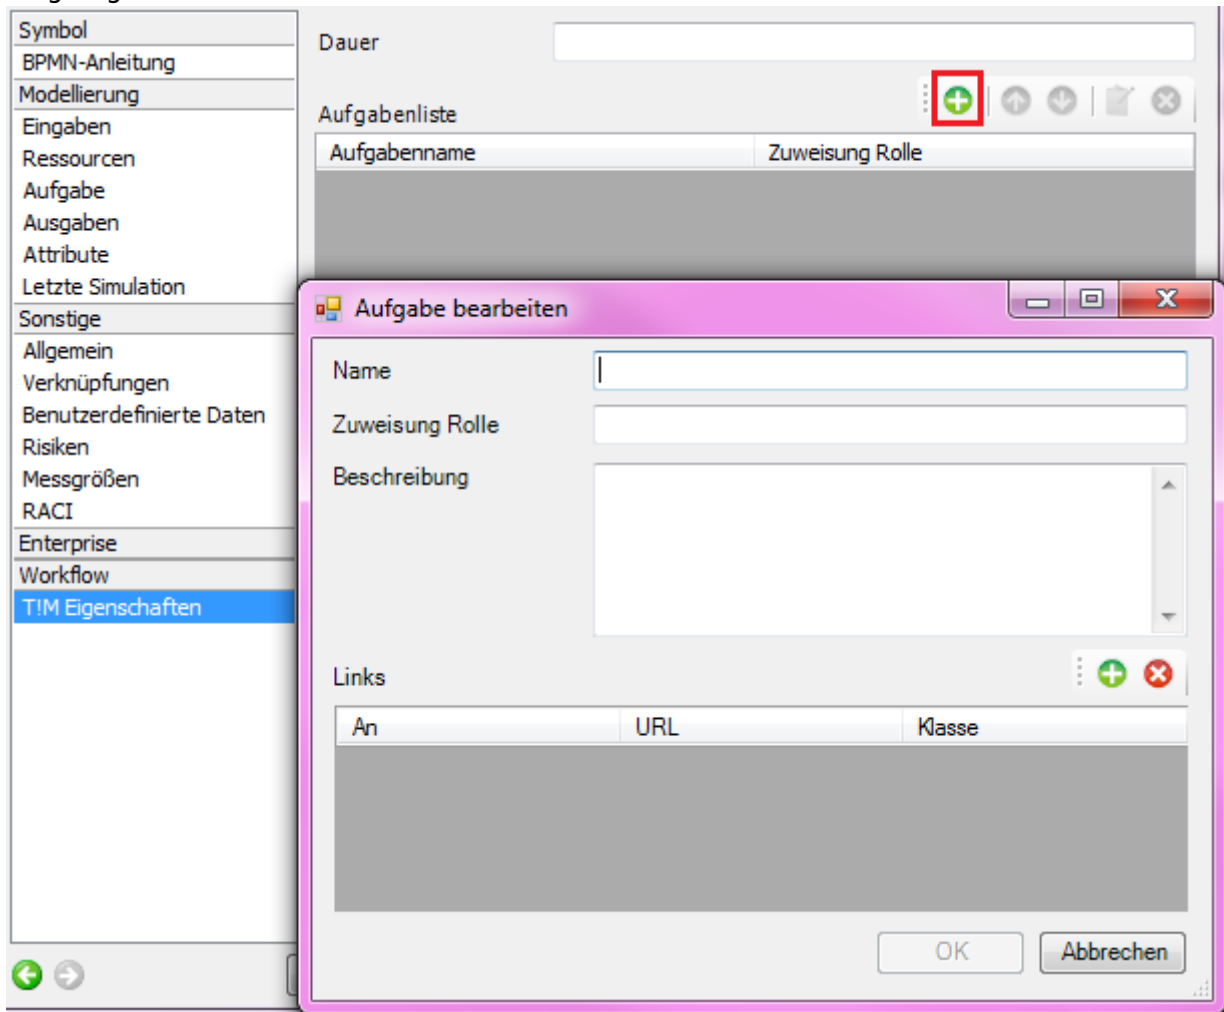 Symbol
BPMN-Anleitung
Modellierung
Eingaben
Ressourcen
Aufgabe
Ausgaben
Attribute
Letzte Simulation
Sonstige
Allgemein
Verknüpfungen
Benutzerdefinierte Daten
Risiken
Messgrößen
RACI
Enterprise
Workflow
T!M Eigenschaften
Dauer
Aufgabenliste
Aufgabenname Zuweisung Rolle
Aufgabe bearbeiten
Name
Zuweisung Rolle
Beschreibung
Links
An URL Klasse
OK Abbrechen